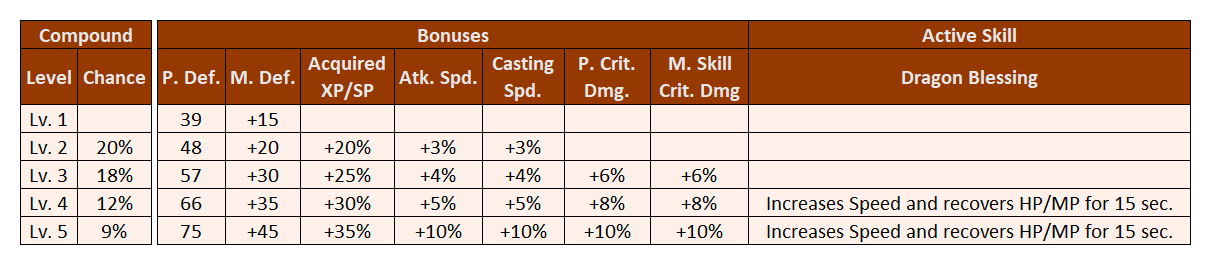 Compound Bonuses Active Skill
Level Chance P. Def. M. Def. Acquired XP/SP Atk. Spd. Casting Spd. P. Crit. Dmg. M. Skill Crit. Dmg Dragon Blessing
Lv. 1 39 +15
Lv. 2 20% 48 +20 +20% +3% +3%
Lv. 3 18% 57 +30 +25% +4% +4% +6% +6%
Lv. 4 12% 66 +35 +30% +5% +5% +8% +8% Increases Speed and recovers HP/MP for 15 sec.
Lv. 5 9% 75 +45 +35% +10% +10% +10% +10% Increases Speed and recovers HP/MP for 15 sec.